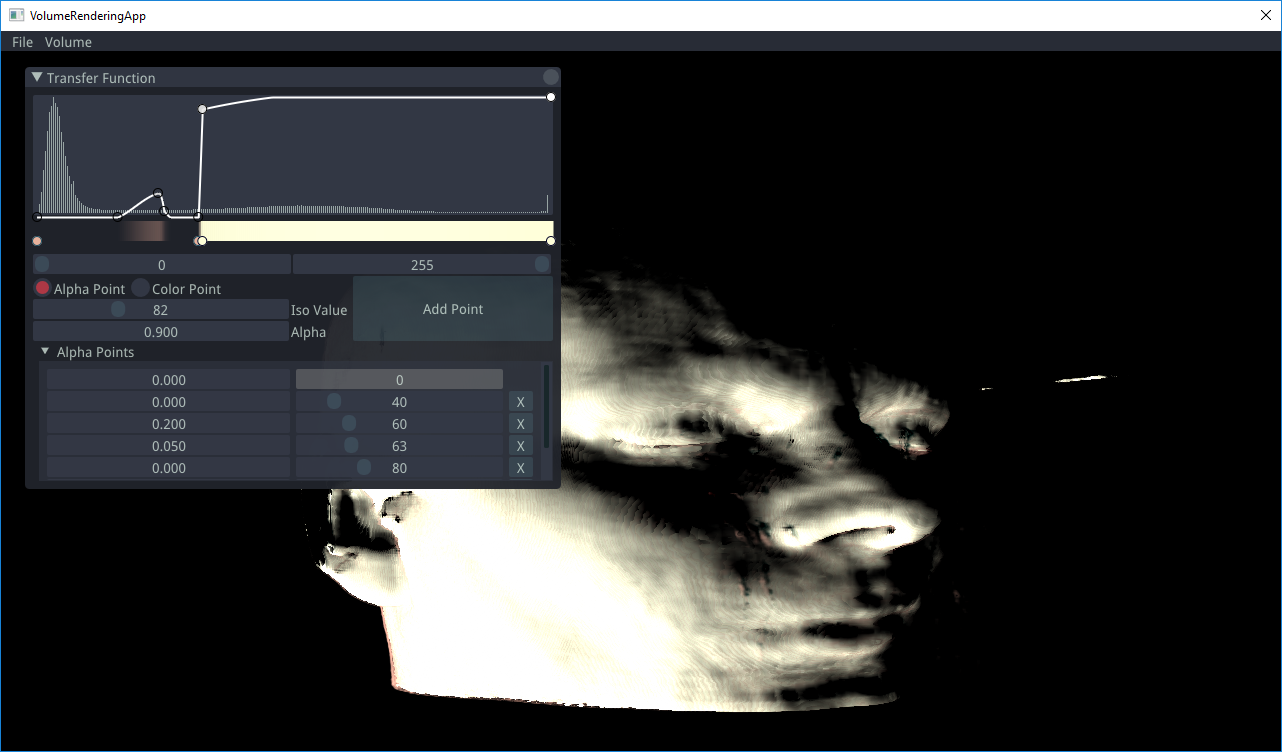 VolumeRenderingApp
File Volume
Transfer Function
0 255
Alpha Point Color Point
82 Iso Value Add Point
0.900 Alpha
Alpha Points
0.000 0
0.000 40 X
0.200 60 X
0.050 63 X
0.000 80 X